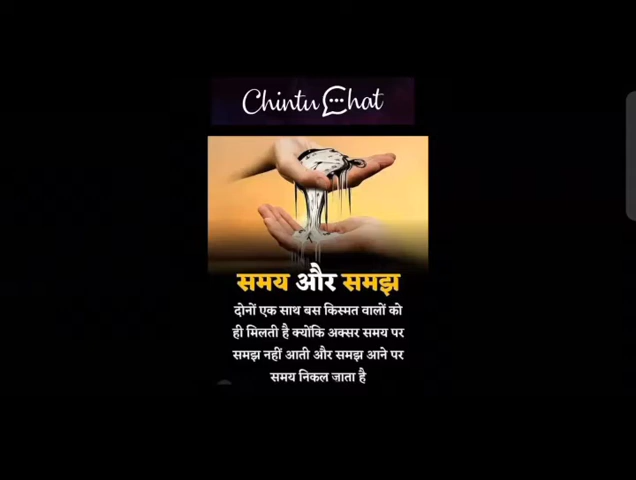 Chintu Chat
समय और समझ
दोनों एक साथ बस किस्मत वालों को
ही मिलती है क्योंकि अक्सर समय पर
समझ नहीं आती और समझ आने पर
समय निकल जाता है